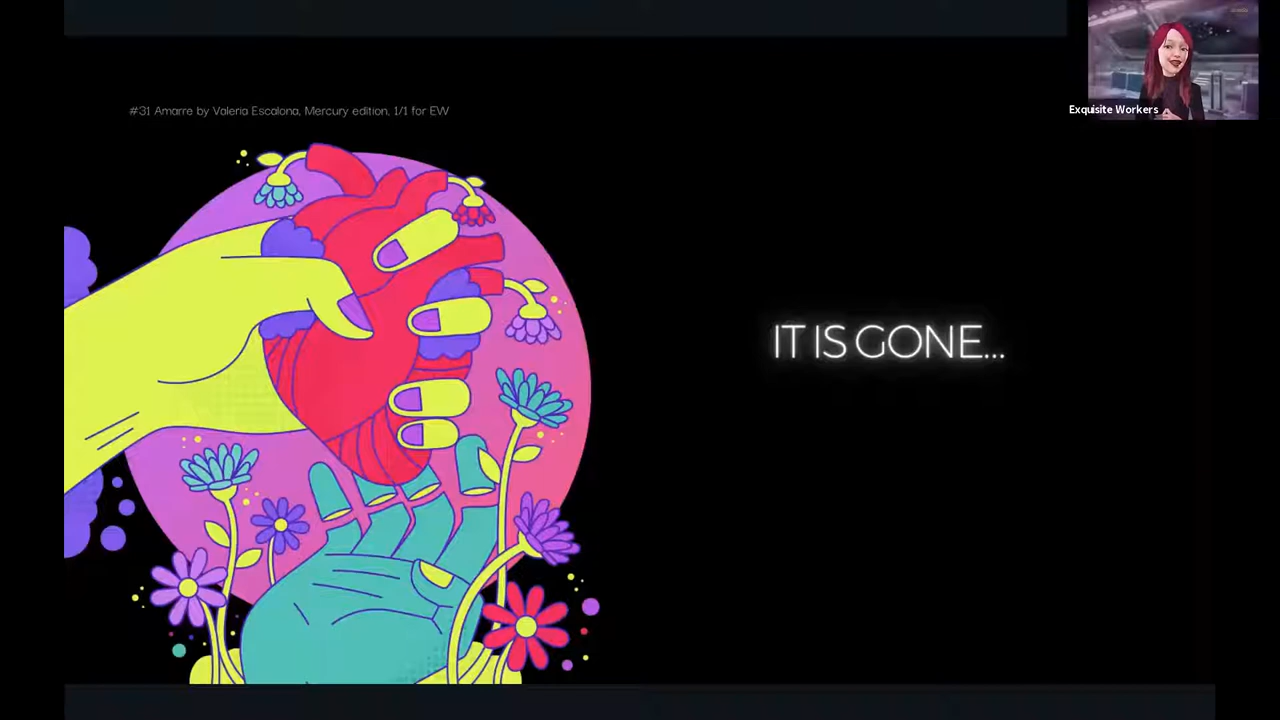 #31 Amarre by Valeria Escalona, Mercury edition, 1/1 for EW
Exquisite Workers
IT IS GONE...